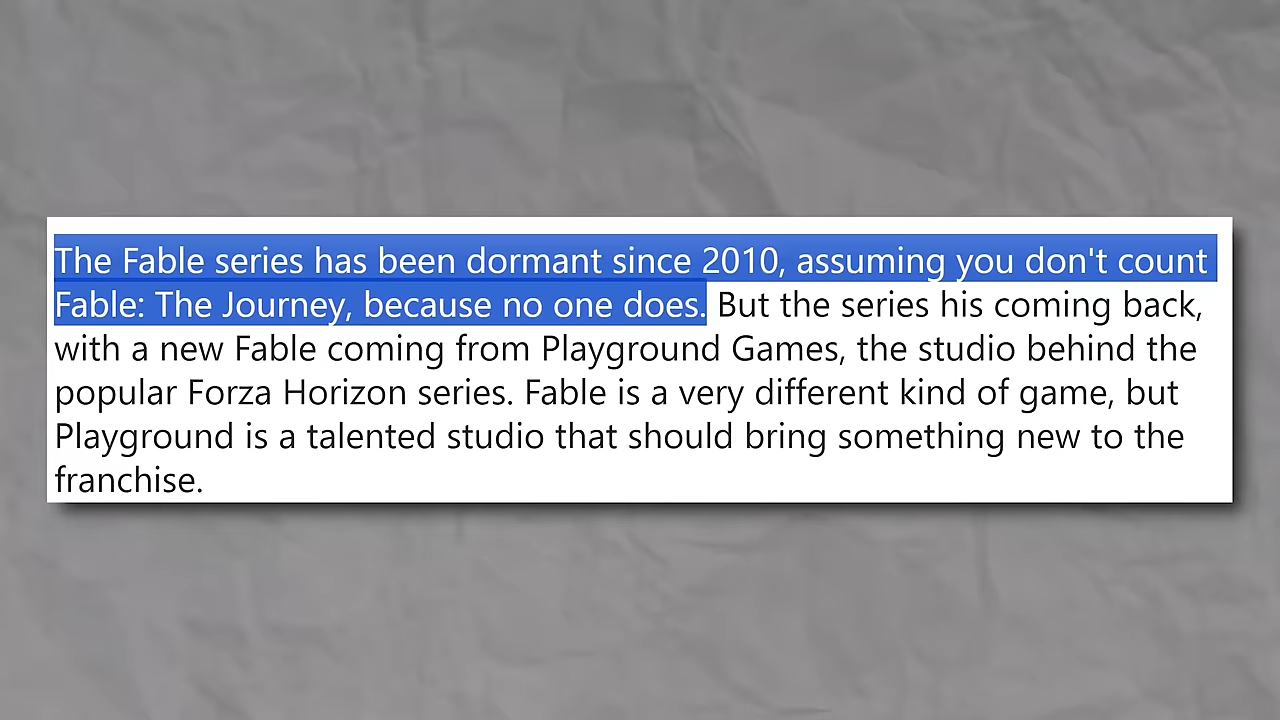 The Fable series has been dormant since 2010, assuming you don't count
Fable: The Journey, because no one does. But the series his coming back,
with a new Fable coming from Playground Games, the studio behind the
popular Forza Horizon series. Fable is a very different kind of game, but
Playground is a talented studio that should bring something new to the
franchise.